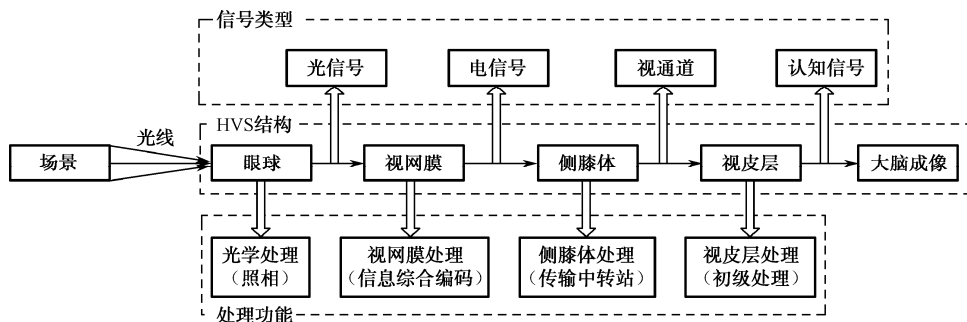 信号类型
光信号
电信号
视通道
认知信号
HVS结构
光线
场景
眼球
视网膜
侧膝体
视皮层
大脑成像
光学处理
（照相）
视网膜处理
（信息综合编码）
侧膝体处理
（传输中转站）
视皮层处理
（初级处理）
处理功能